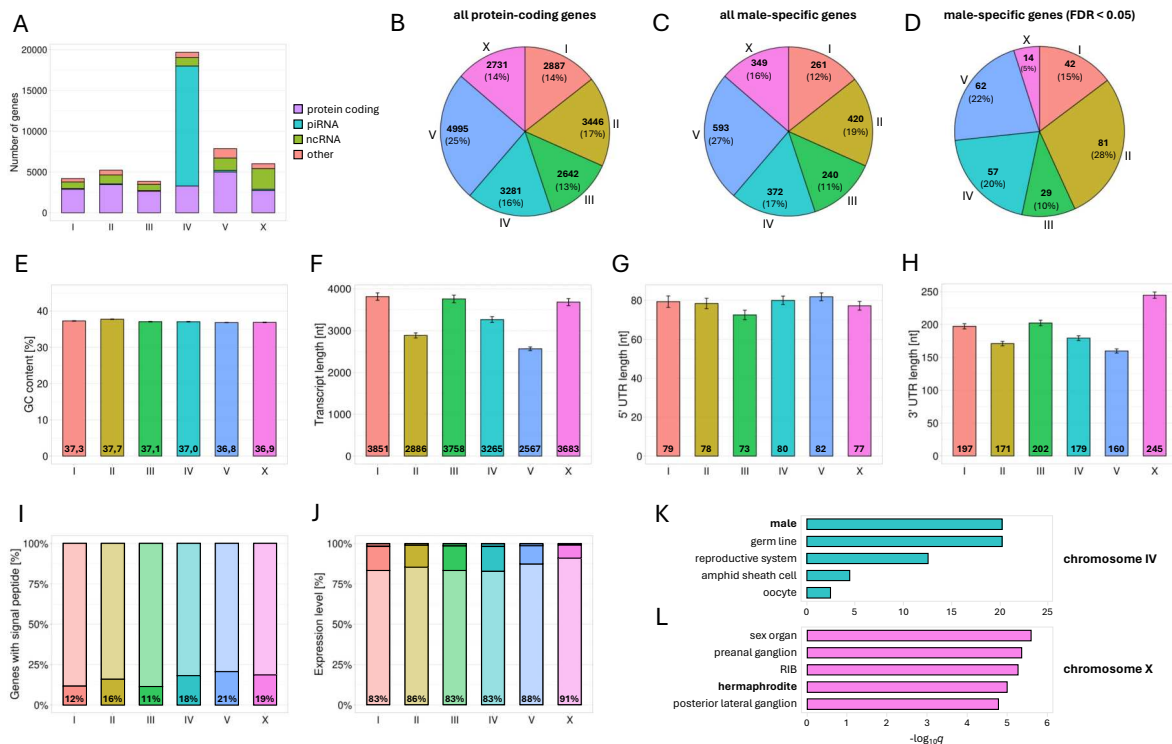 A
Number of genes
20000
15000
10000
5000
0
I II III IV V X
protein coding
piRNA
ncRNA
other
B
all protein-coding genes
X
2731
(14%)
I
2887
(14%)
II
3446
(17%)
III
2642
(13%)
IV
3281
(16%)
V
4995
(25%)
C
all male-specific genes
X
349
(16%)
I
261
(12%)
II
420
(19%)
III
240
(11%)
IV
372
(17%)
V
593
(27%)
D
male-specific genes (FDR < 0.05)
X
14
(5%)
I
42
(15%)
II
81
(28%)
III
29
(10%)
IV
57
(20%)
V
62
(22%)
E
GC content [%]
40
20
0
37,3 37,7 37,1 37,0 36,8 36,9
I II III IV V X
F
Transcript length [nt]
4000
3000
2000
1000
0
3851 2886 3758 3265 2567 3683
I II III IV V X
G
5' UTR length [nt]
80
60
40
20
0
79 78 73 80 82 77
I II III IV V X
H
3' UTR length [nt]
250
200
150
100
50
0
197 171 202 179 160 245
I II III IV V X
I
Genes with signal peptide [%]
100%
75%
50%
25%
0%
12% 16% 11% 18% 21% 19%
I II III IV V X
J
Expression level [%]
100%
75%
50%
25%
0%
83% 86% 83% 83% 88% 91%
I II III IV V X
K
male
germ line
reproductive system
amphid sheath cell
oocyte
0 5 10 15 20 25
chromosome IV
L
sex organ
preanal ganglion
RIB
hermaphrodite
posterior lateral ganglion
0 1 2 3 4 5 6
-log10q
chromosome X